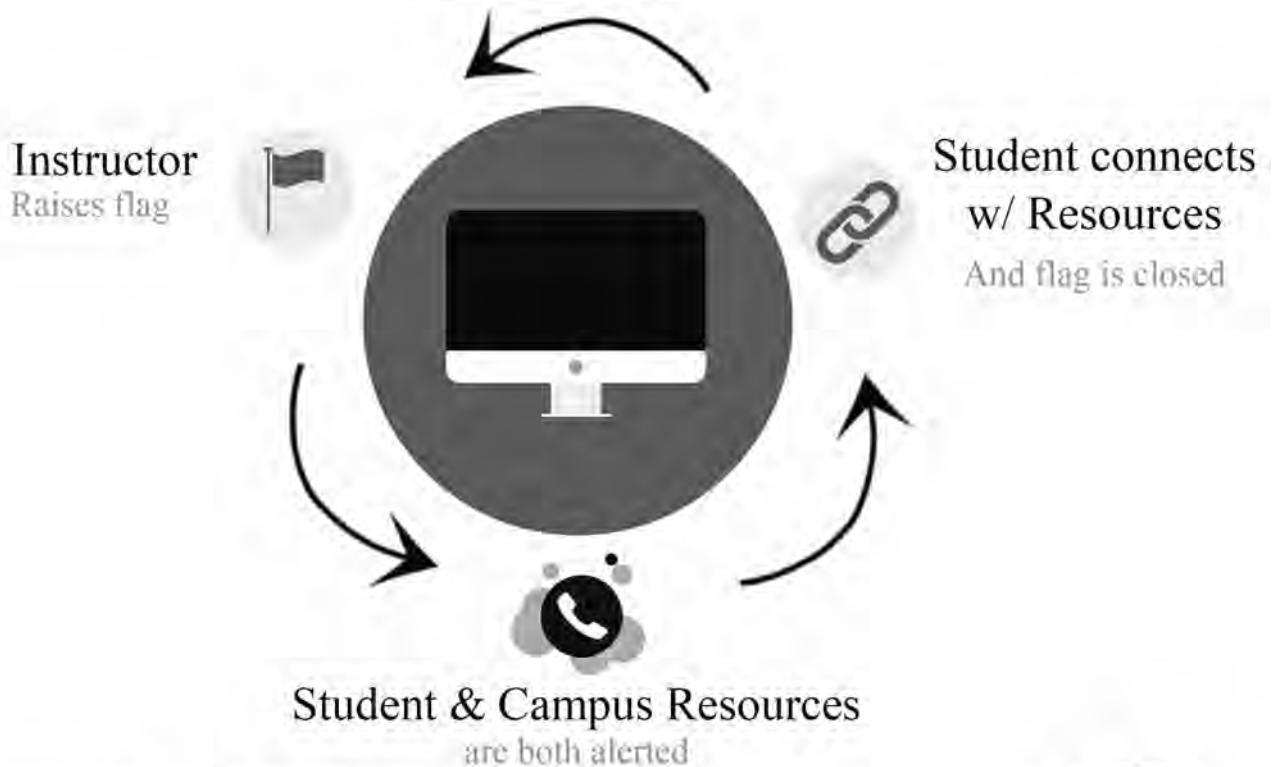 Instructor
Raises flag
Student connects
w/ Resources
And flag is closed
Student & Campus Resources
are both alerted